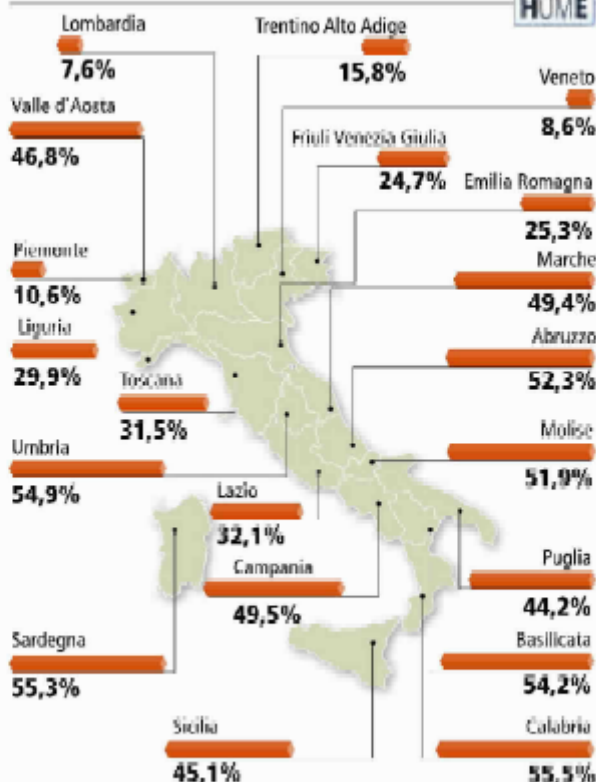 HUME
Lombardia
7,6%
Trentino Alto Adige
15,8%
Veneto
8,6%
Valle d'Aosta
46,8%
Friuli Venezia Giulia
24,7%
Emilia Romagna
25,3%
Piemonte
10,6%
Marche
49,4%
Liguria
29,9%
Abruzzo
52,3%
Toscana
31,5%
Molise
51,9%
Umbria
54,9%
Lazio
32,1%
Campania
49,5%
Puglia
44,2%
Sardegna
55,3%
Basilicata
54,2%
Sicilia
45,1%
Calabria
55,5%